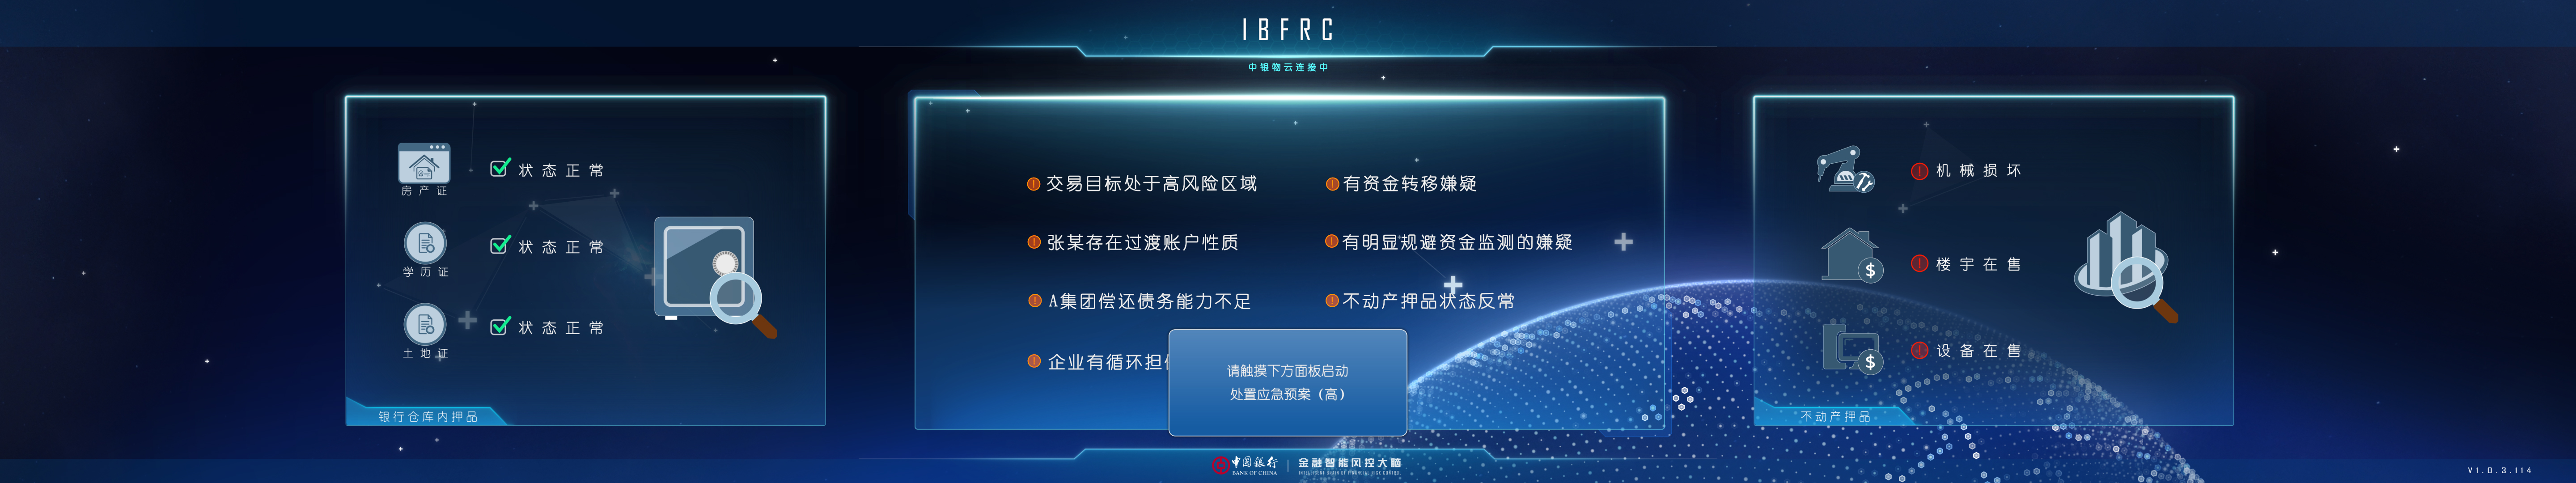 IBFRC
中银物云连接中
房产证
状态正常
学历证
状态正常
土地证
状态正常
银行仓库内押品
交易目标处于高风险区域
有资金转移嫌疑
张某存在过渡账户性质
有明显规避资金监测的嫌疑
A集团偿还债务能力不足
不动产押品状态反常
企业有循环担
请触摸下方面板启动
处置应急预案（高）
机械损坏
楼宇在售
设备在售
不动产押品
中国银行
BANK OF CHINA
金融智能风控大脑
INTELLIGENT BRAIN OF FINANCIAL RISK CONTROL
V1.0.3.114